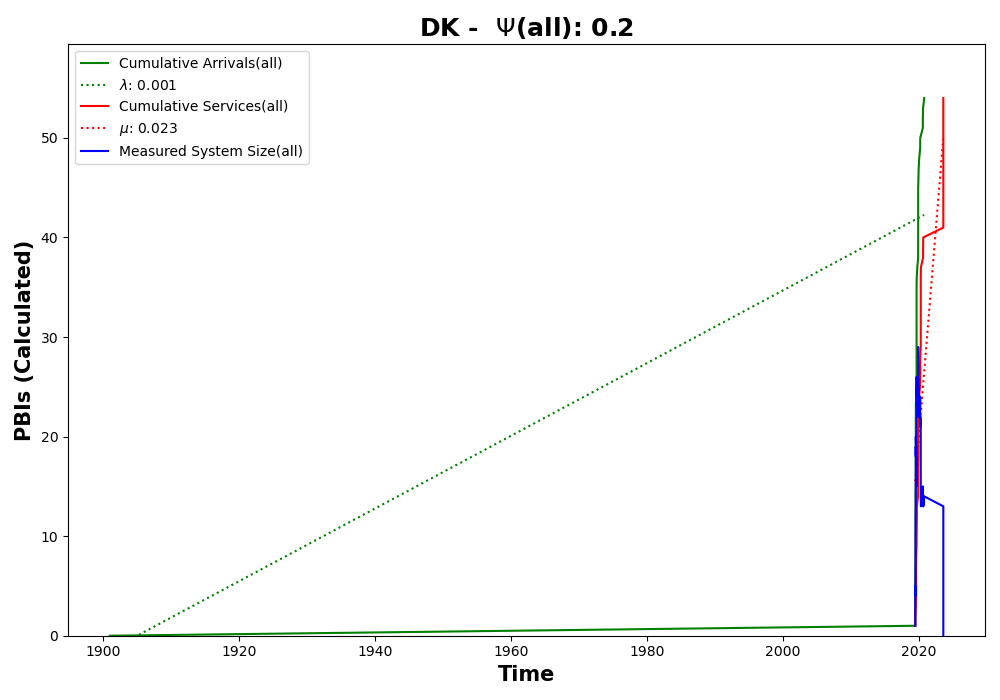 DK -  Ψ(all): 0.2
Cumulative Arrivals(all)
λ: 0.001
Cumulative Services(all)
μ: 0.023
Measured System Size(all)
PBIs (Calculated)
50
40
30
20
10
0
1900 1920 1940 1960 1980 2000 2020
Time